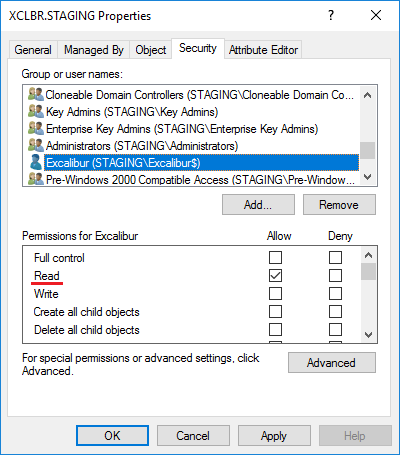 XCLBR.STAGING Properties
General Managed By Object Security Attribute Editor
Group or user names:
Cloneable Domain Controllers (STAGING\Cloneable Domain Co...
Key Admins (STAGING\Key Admins)
Enterprise Key Admins (STAGING\Enterprise Key Admins)
Administrators (STAGING\Administrators)
Excalibur (STAGING\Excalibur$)
Pre-Windows 2000 Compatible Access (STAGING\Pre-Window...
Add... Remove
Permissions for Excalibur Allow Deny
Full control
Read
Write
Create all child objects
Delete all child objects
For special permissions or advanced settings, click
Advanced. Advanced
OK Cancel Apply Help